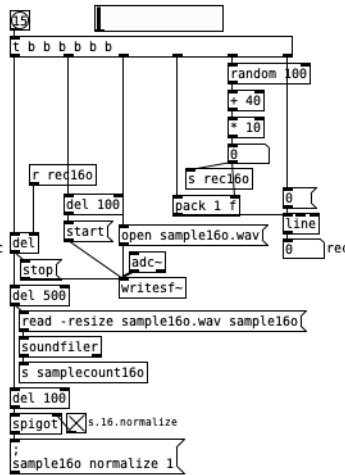 15
t b b b b b b
random 100
+ 40
* 10
0
r rec16o
s rec16o
del 100
pack 1 f
0
start
open sample16o.wav
line
del
0
rec
adc~
stop
writesf~
del 500
read -resize sample16o.wav sample16o
soundfiler
s samplecount16o
del 100
spigot
s.16.normalize
;
sample16o normalize 1